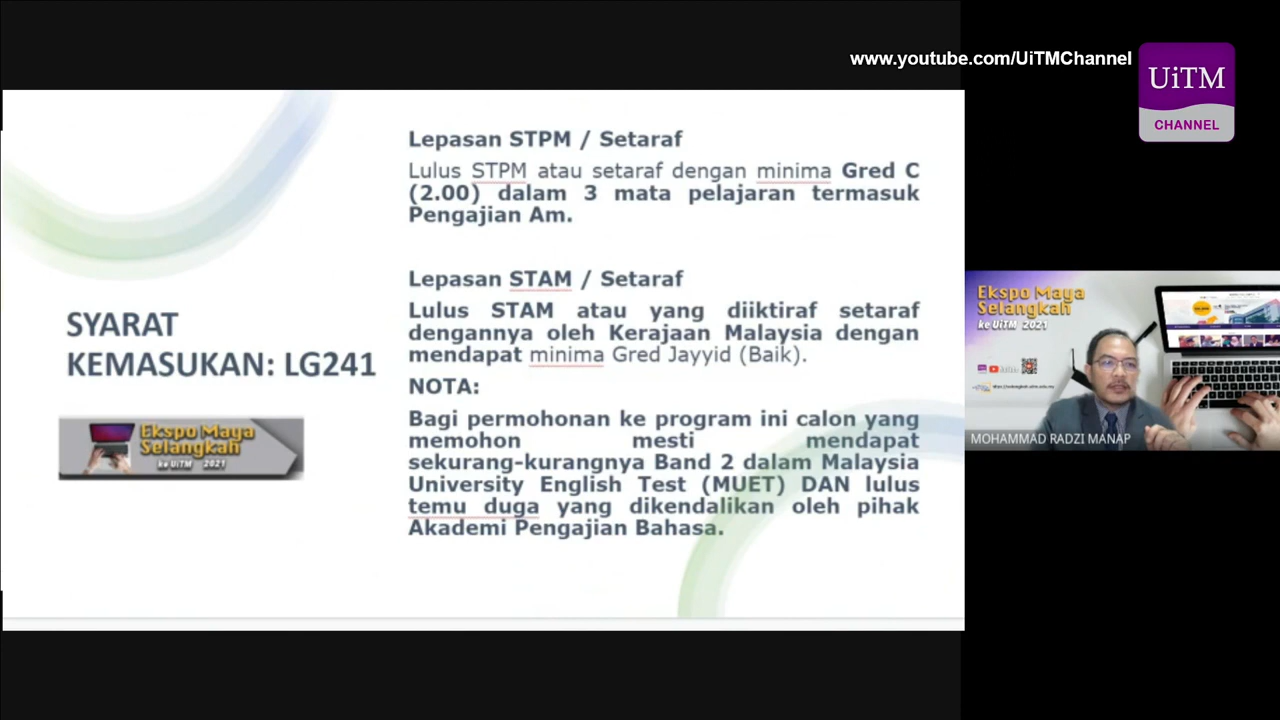 www.youtube.com/UiTMChannel
UiTM
CHANNEL
Lepasan STPM / Setaraf
Lulus STPM atau setaraf dengan minima Gred C
(2.00) dalam 3 mata pelajaran termasuk
Pengajian Am.
Lepasan STAM / Setaraf
Lulus STAM atau yang diiktiraf setaraf
dengannya oleh Kerajaan Malaysia dengan
mendapat minima Gred Jayyid (Baik).
NOTA:
Bagi permohonan ke program ini calon yang
memohon mesti mendapat
sekurang-kurangnya Band 2 dalam Malaysia
University English Test (MUET) DAN lulus
temu duga yang dikendalikan oleh pihak
Akademi Pengajian Bahasa.
SYARAT
KEMASUKAN: LG241
Ekspo Maya
Selangkah
ke UiTM 2021
Ekspo Maya
Selangkah
ke UiTM 2021
MOHAMMAD RADZI MANAP